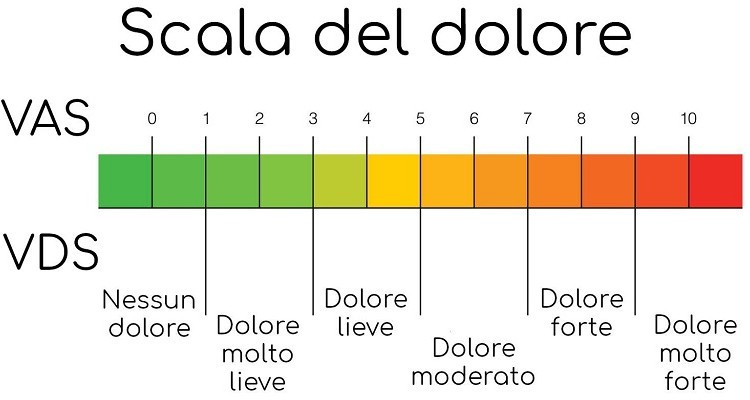 Scala del dolore
VAS
0 1 2 3 4 5 6 7 8 9 10
VDS
Nessun
dolore
Dolore
molto
lieve
Dolore
lieve
Dolore
moderato
Dolore
forte
Dolore
molto
forte